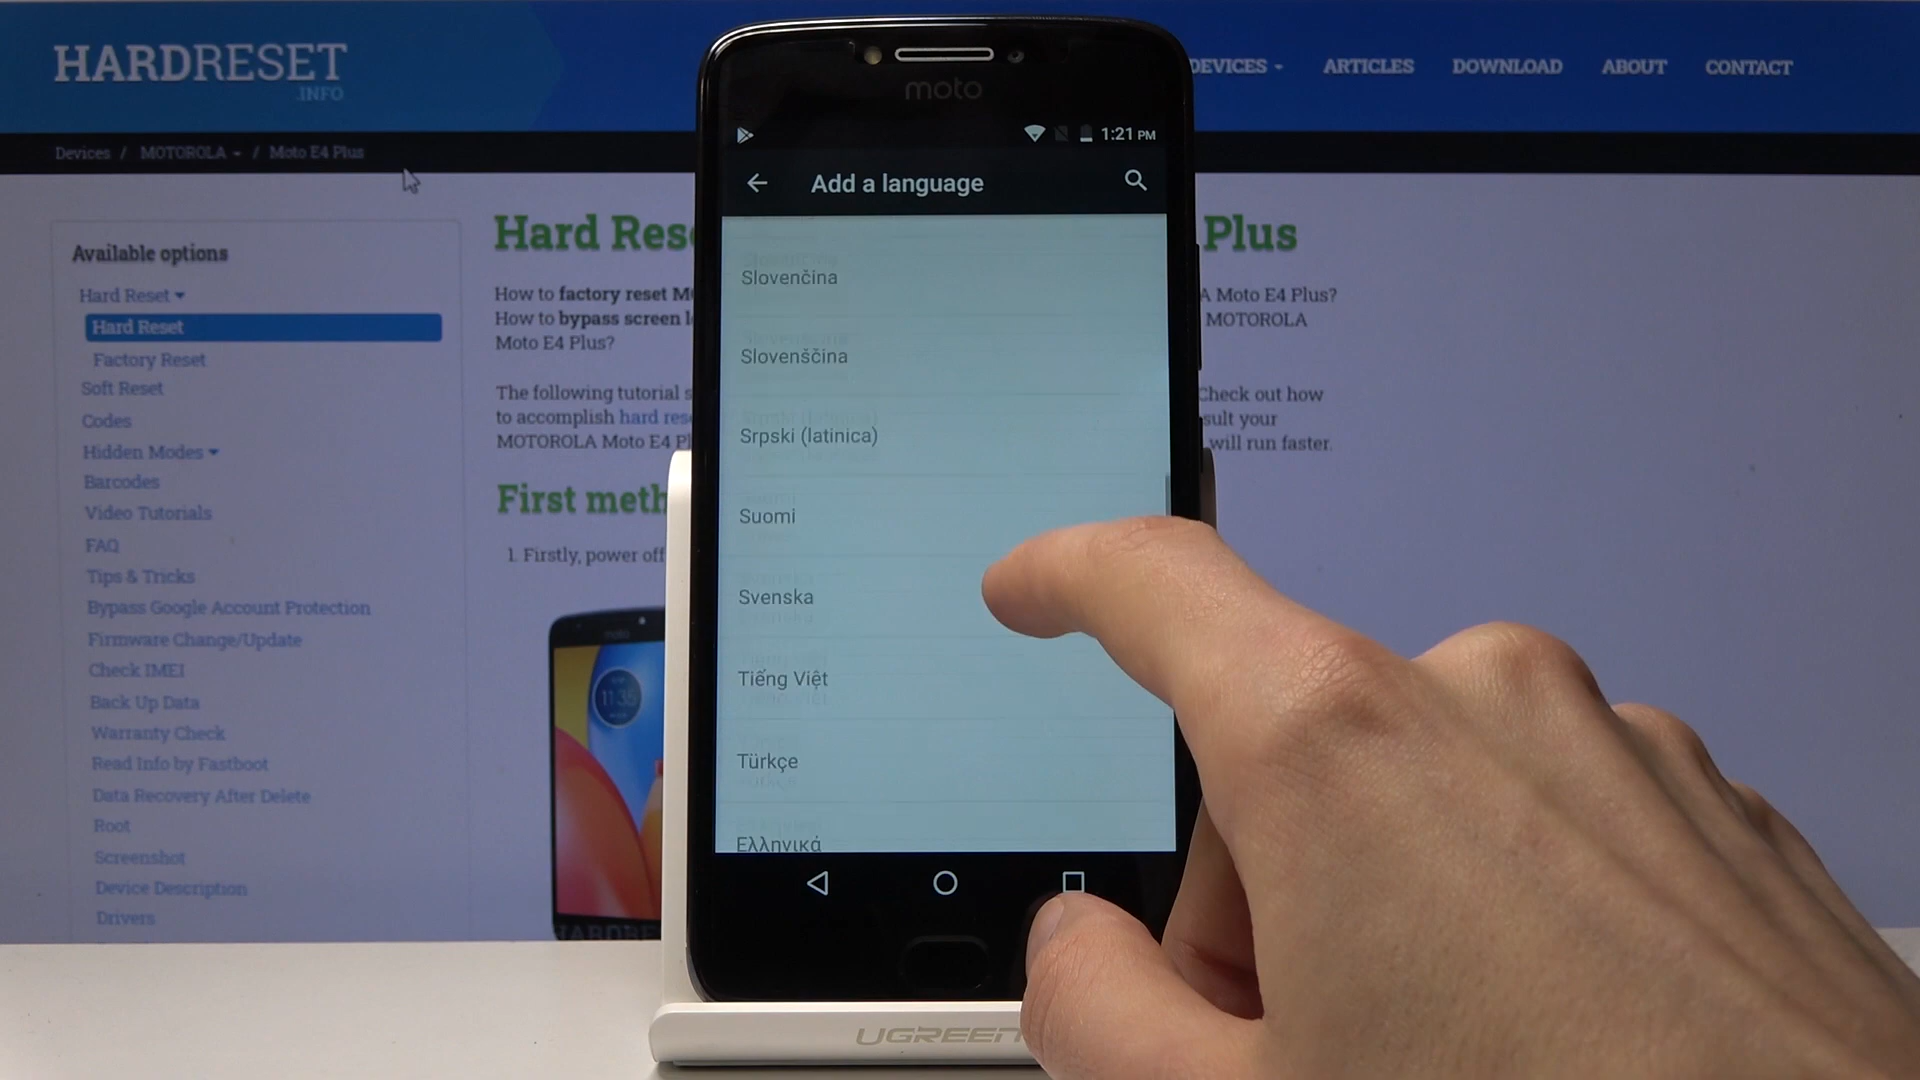 HARDRESET
.INFO
DEVICES
ARTICLES
DOWNLOAD
ABOUT
CONTACT
Devices / MOTOROLA / Moto E4 Plus
Available options
Hard Reset
Hard Reset
Factory Reset
Soft Reset
Codes
Hidden Modes
Barcodes
Video Tutorials
FAQ
Tips & Tricks
Bypass Google Account Protection
Firmware Change/Update
Check IMEI
Back Up Data
Warranty Check
Read Info by Fastboot
Data Recovery After Delete
Root
Screenshot
Device Description
Drivers
Hard Res
Plus
How to factory reset M
A Moto E4 Plus?
How to bypass screen l
MOTOROLA
Moto E4 Plus?
The following tutorial s
Check out how
to accomplish hard rese
sult your
MOTOROLA Moto E4 Pl
will run faster.
First meth
1. Firstly, power off
moto
11:35
moto
1:21 PM
Add a language
Slovenčina
Slovenščina
Srpski (latinica)
Suomi
Svenska
Tiếng Việt
Türkçe
Ελληνικά
UGREEN